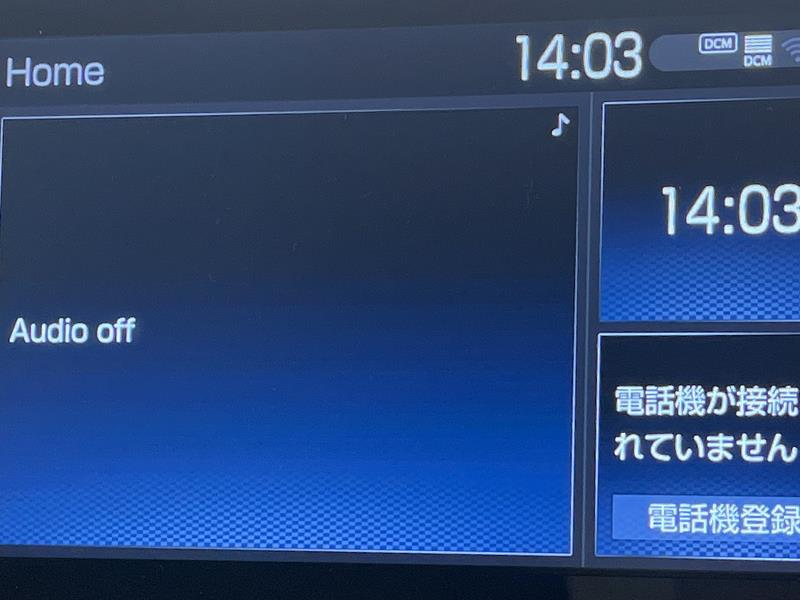 Home
14:03
DCM
DCM
Audio off
14:03
電話機が接続
れていません
電話機登録